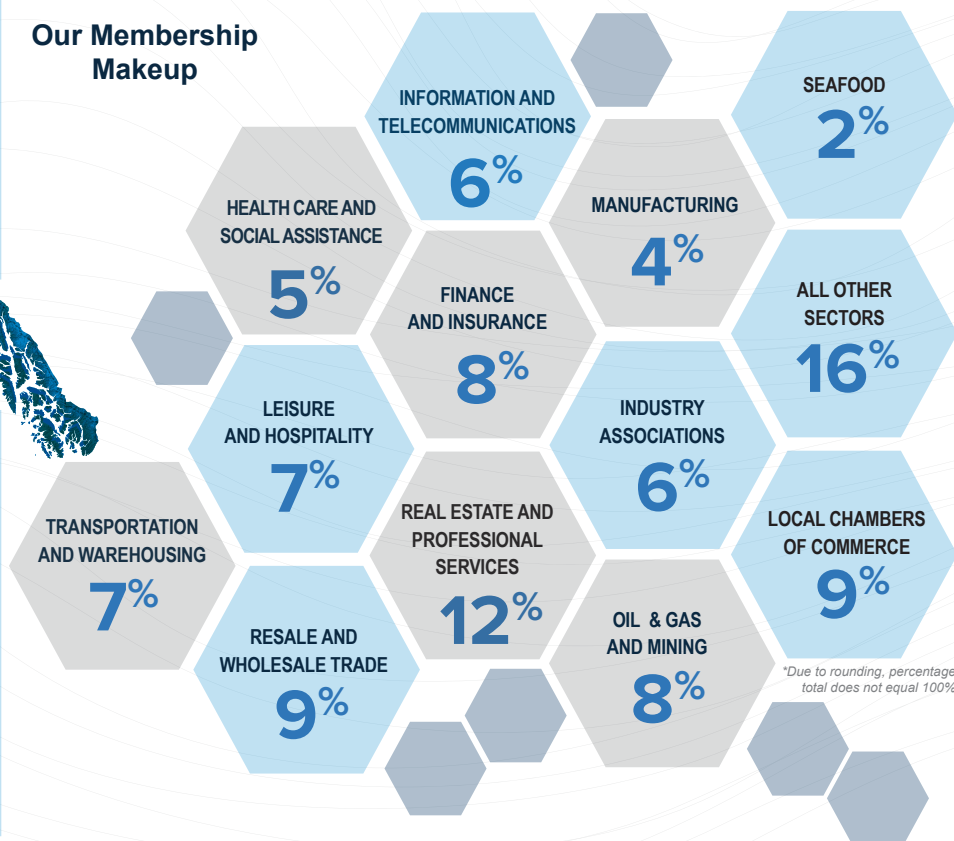 Our Membership
Makeup
INFORMATION AND
TELECOMMUNICATIONS
6%
SEAFOOD
2%
HEALTH CARE AND
SOCIAL ASSISTANCE
5%
MANUFACTURING
4%
FINANCE
AND INSURANCE
8%
ALL OTHER
SECTORS
16%
LEISURE
AND HOSPITALITY
7%
INDUSTRY
ASSOCIATIONS
6%
TRANSPORTATION
AND WAREHOUSING
7%
REAL ESTATE AND
PROFESSIONAL
SERVICES
12%
LOCAL CHAMBERS
OF COMMERCE
9%
RESALE AND
WHOLESALE TRADE
9%
OIL & GAS
AND MINING
8%
*Due to rounding, percentage
total does not equal 100%